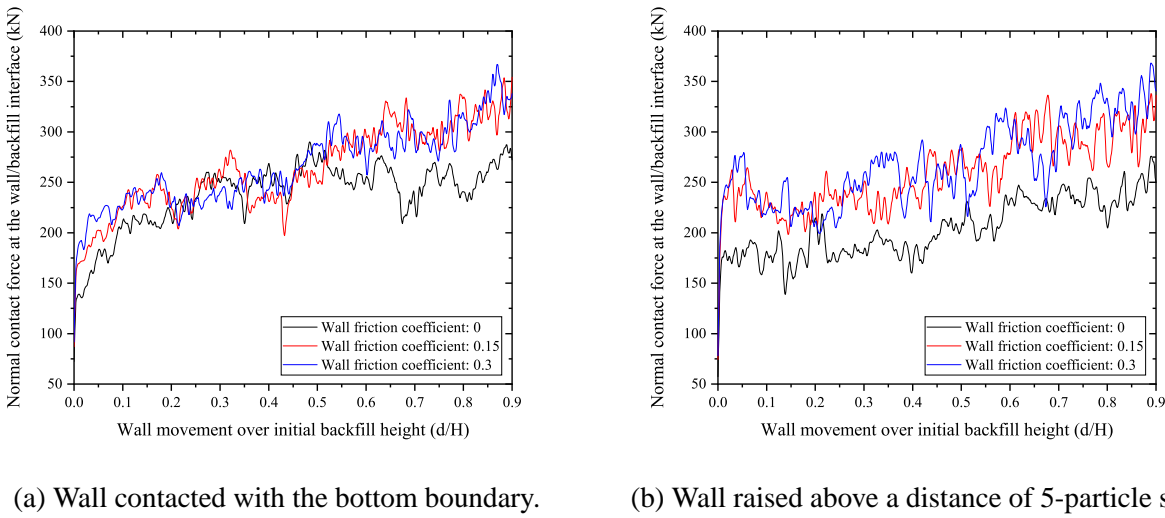 Normal contact force at the wall/backfill interface (kN)
400
350
300
250
200
150
100
50
0.0 0.1 0.2 0.3 0.4 0.5 0.6 0.7 0.8 0.9
Wall movement over initial backfill height (d/H)
Wall friction coefficient: 0
Wall friction coefficient: 0.15
Wall friction coefficient: 0.3
(a) Wall contacted with the bottom boundary.
Normal contact force at the wall/backfill interface (kN)
400
350
300
250
200
150
100
50
0.0 0.1 0.2 0.3 0.4 0.5 0.6 0.7 0.8 0.9
Wall movement over initial backfill height (d/H)
Wall friction coefficient: 0
Wall friction coefficient: 0.15
Wall friction coefficient: 0.3
(b) Wall raised above a distance of 5-particle s